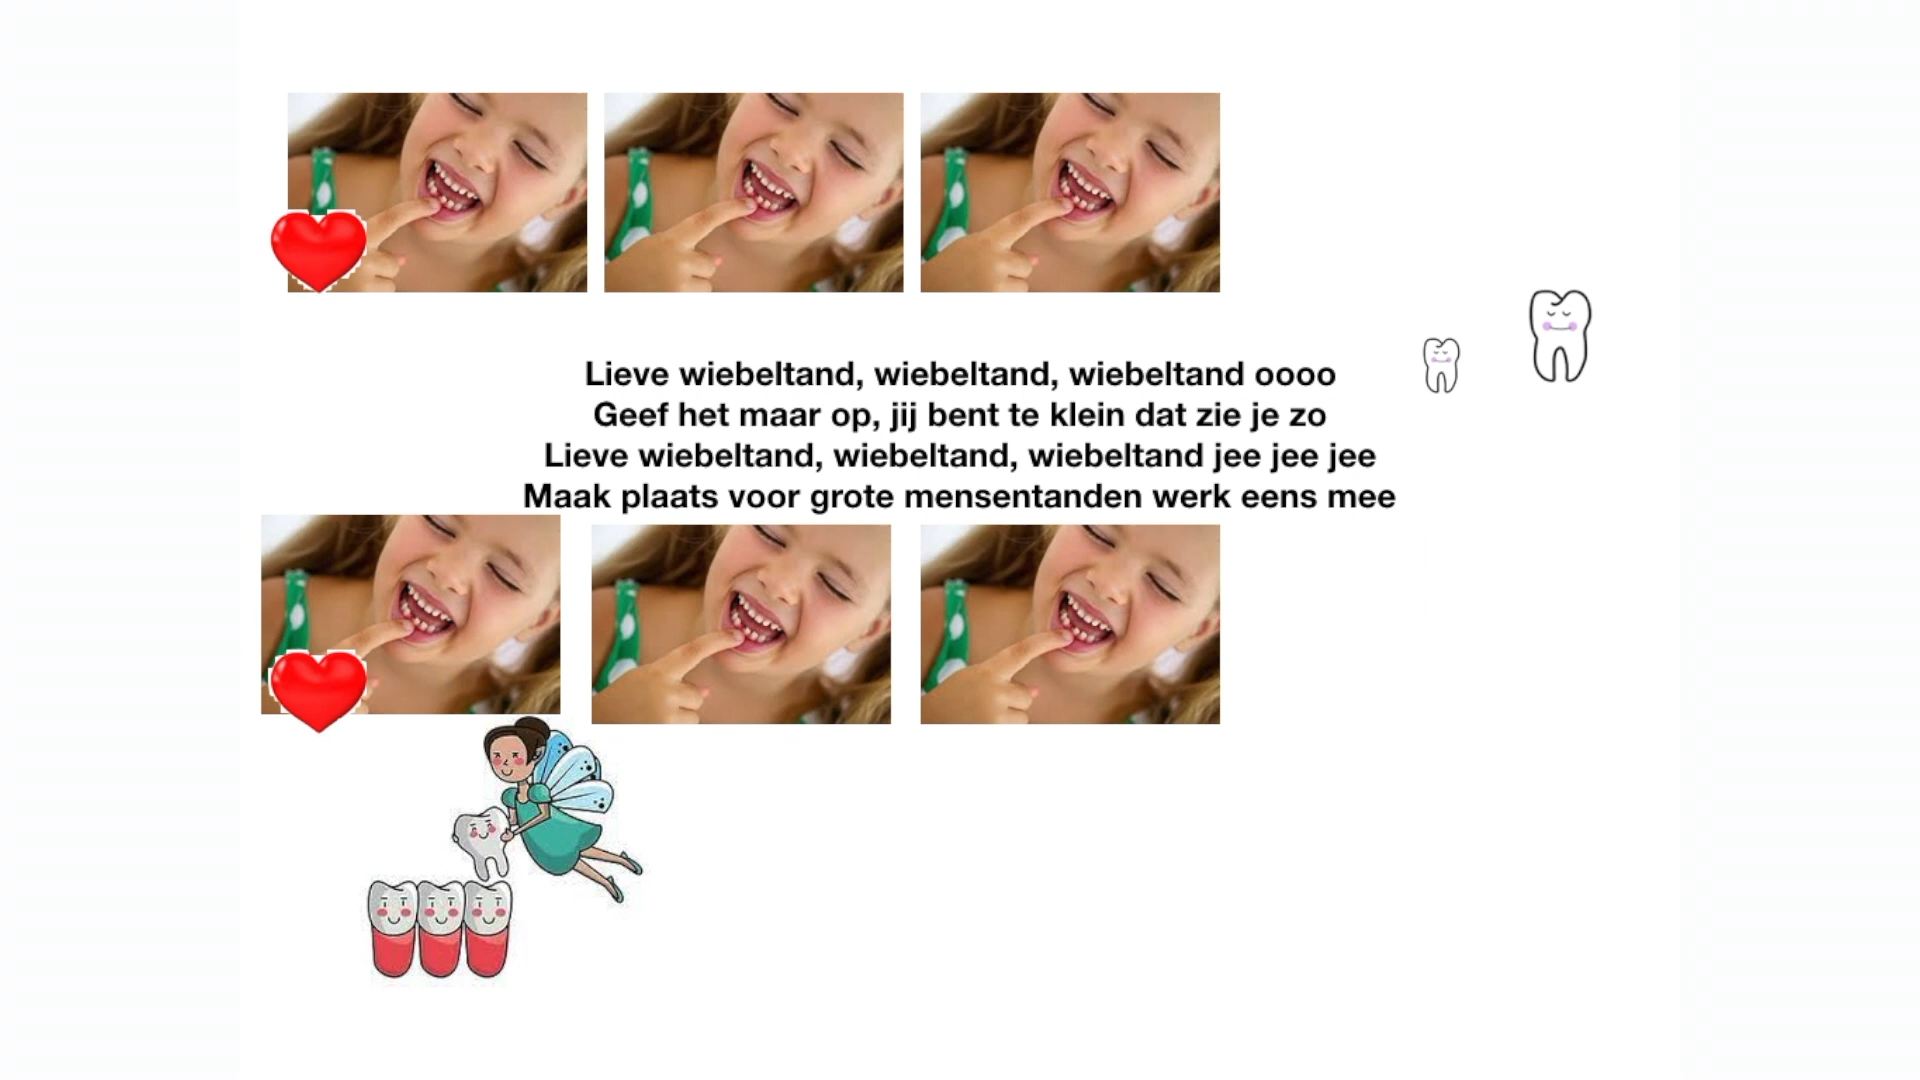 Lieve wiebeltand, wiebeltand, wiebeltand oooo
Geef het maar op, jij bent te klein dat zie je zo
Lieve wiebeltand, wiebeltand, wiebeltand jee jee jee
Maak plaats voor grote mensentanden werk eens mee